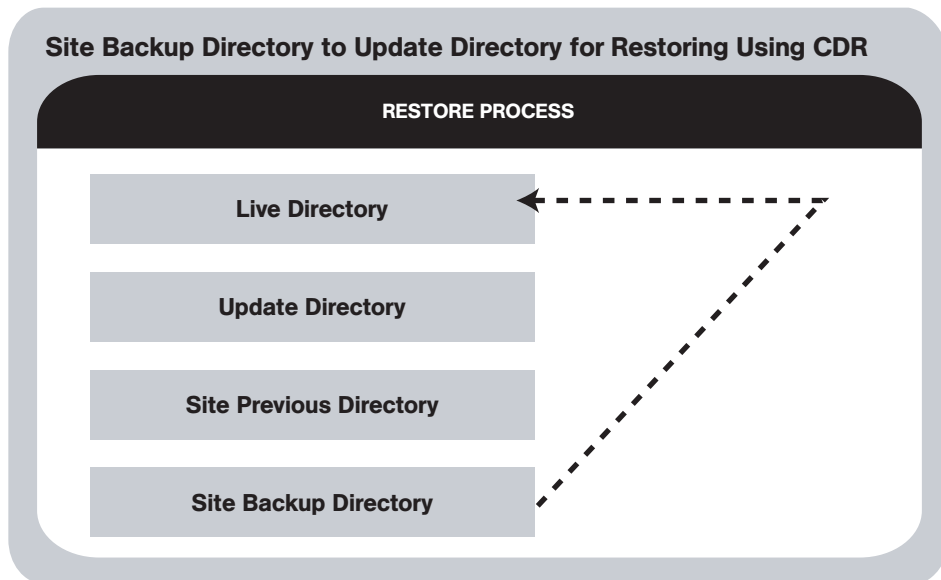 Site Backup Directory to Update Directory for Restoring Using CDR
RESTORE PROCESS
Live Directory
Update Directory
Site Previous Directory
Site Backup Directory